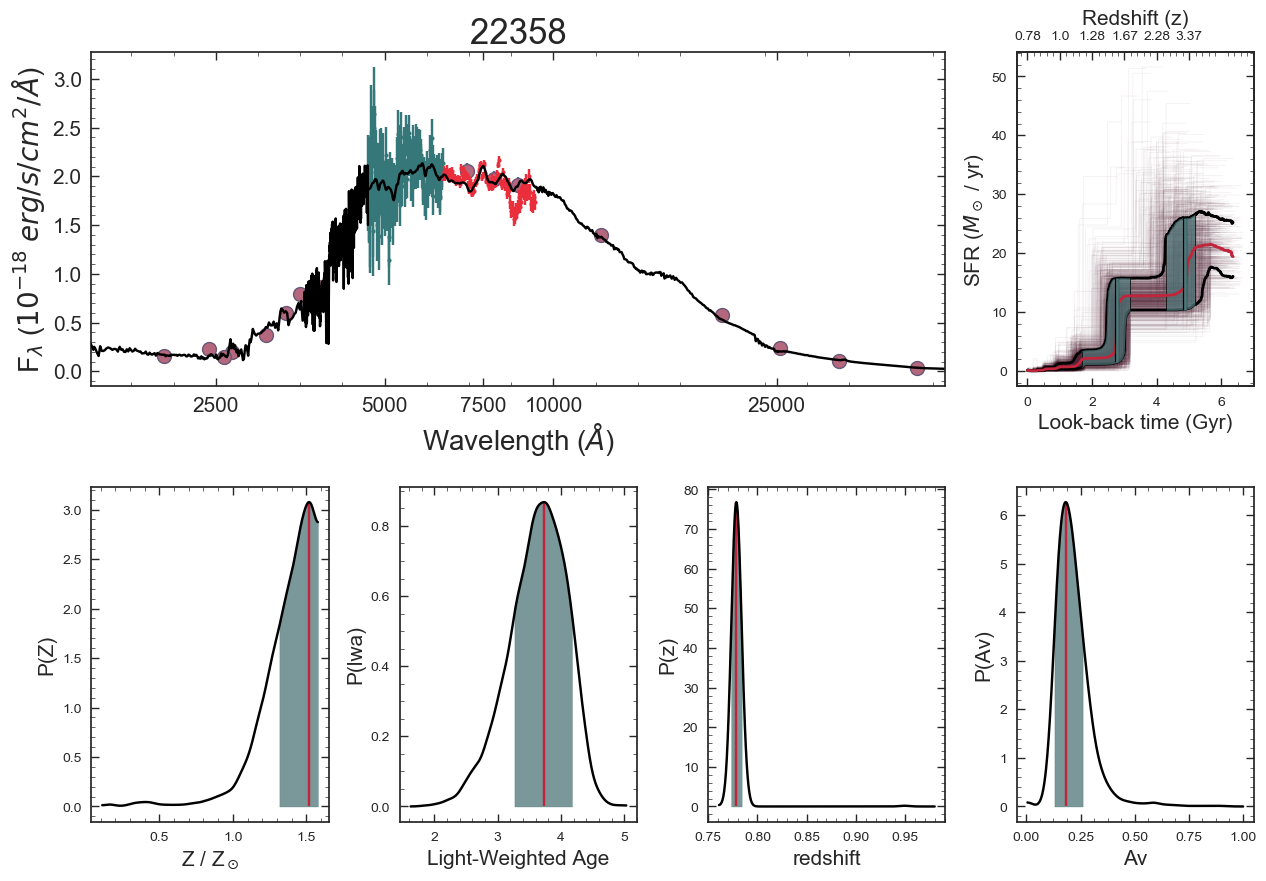 22358
3.0
2.5
2.0
1.5
1.0
0.5
0.0
F_λ (10^{-18} erg/s/cm^2/Å)
2500 5000 7500 10000 25000
Wavelength (Å)
Redshift (z)
0.78 1.0 1.28 1.67 2.28 3.37
50
40
30
20
10
0
SFR (M_⊙ / yr)
0 2 4 6
Look-back time (Gyr)
3.0
2.5
2.0
1.5
1.0
0.5
0.0
P(Z)
0.5 1.0 1.5
Z / Z_⊙
0.8
0.6
0.4
0.2
0.0
P(lwa)
2 3 4 5
Light-Weighted Age
80
70
60
50
40
30
20
10
0
P(z)
0.75 0.80 0.85 0.90 0.95
redshift
6
5
4
3
2
1
0
P(Av)
0.00 0.25 0.50 0.75 1.00
Av